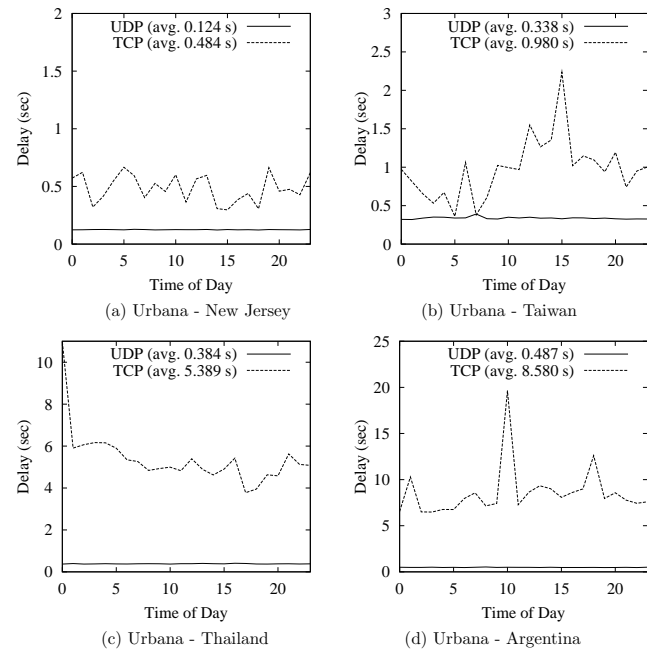 UDP (avg. 0.124 s)
TCP (avg. 0.484 s)
2
1.5
1
0.5
0
Delay (sec)
0 5 10 15 20
Time of Day
(a) Urbana - New Jersey
UDP (avg. 0.338 s)
TCP (avg. 0.980 s)
3
2.5
2
1.5
1
0.5
0
Delay (sec)
0 5 10 15 20
Time of Day
(b) Urbana - Taiwan
UDP (avg. 0.384 s)
TCP (avg. 5.389 s)
10
8
6
4
2
0
Delay (sec)
0 5 10 15 20
Time of Day
(c) Urbana - Thailand
UDP (avg. 0.487 s)
TCP (avg. 8.580 s)
25
20
15
10
5
0
Delay (sec)
0 5 10 15 20
Time of Day
(d) Urbana - Argentina